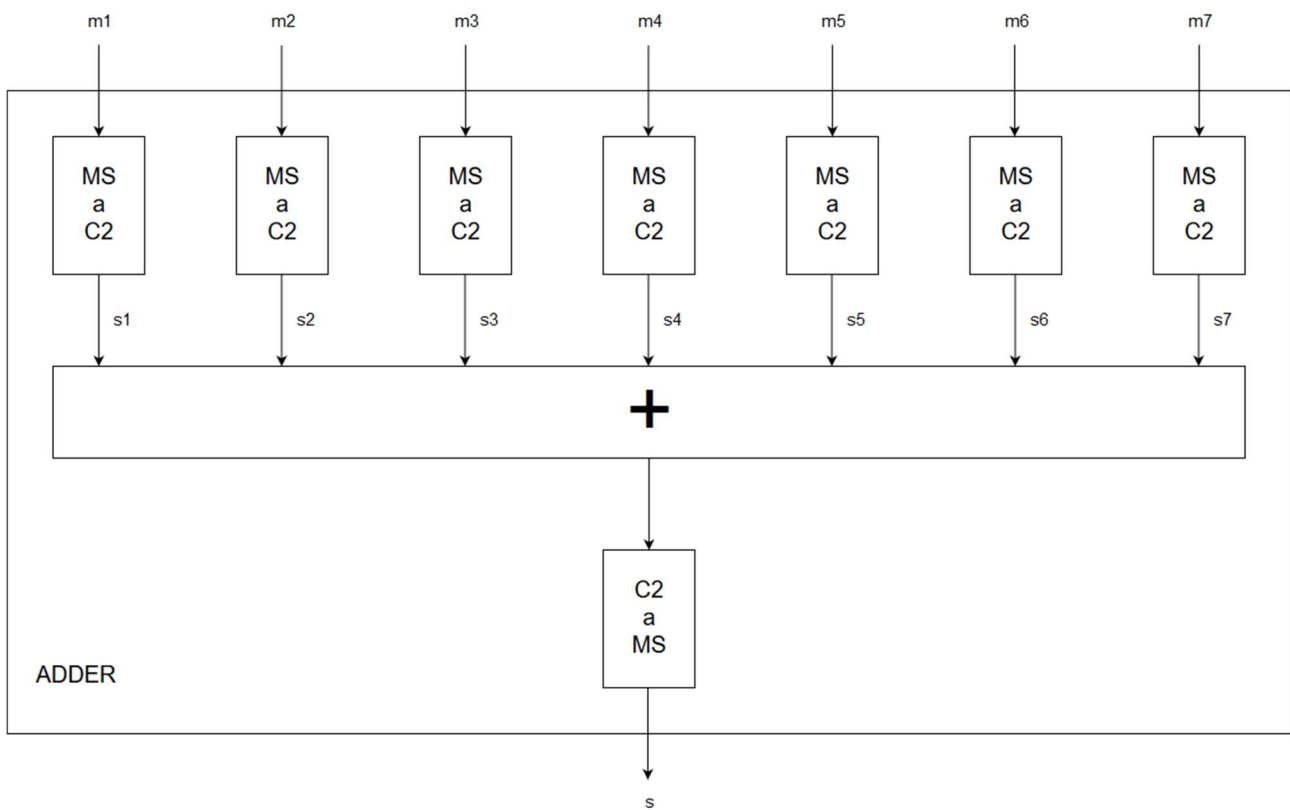 m1 m2 m3 m4 m5 m6 m7
MS MS MS MS MS MS MS
a a a a a a a
C2 C2 C2 C2 C2 C2 C2
s1 s2 s3 s4 s5 s6 s7
+
C2
a
MS
ADDER
s